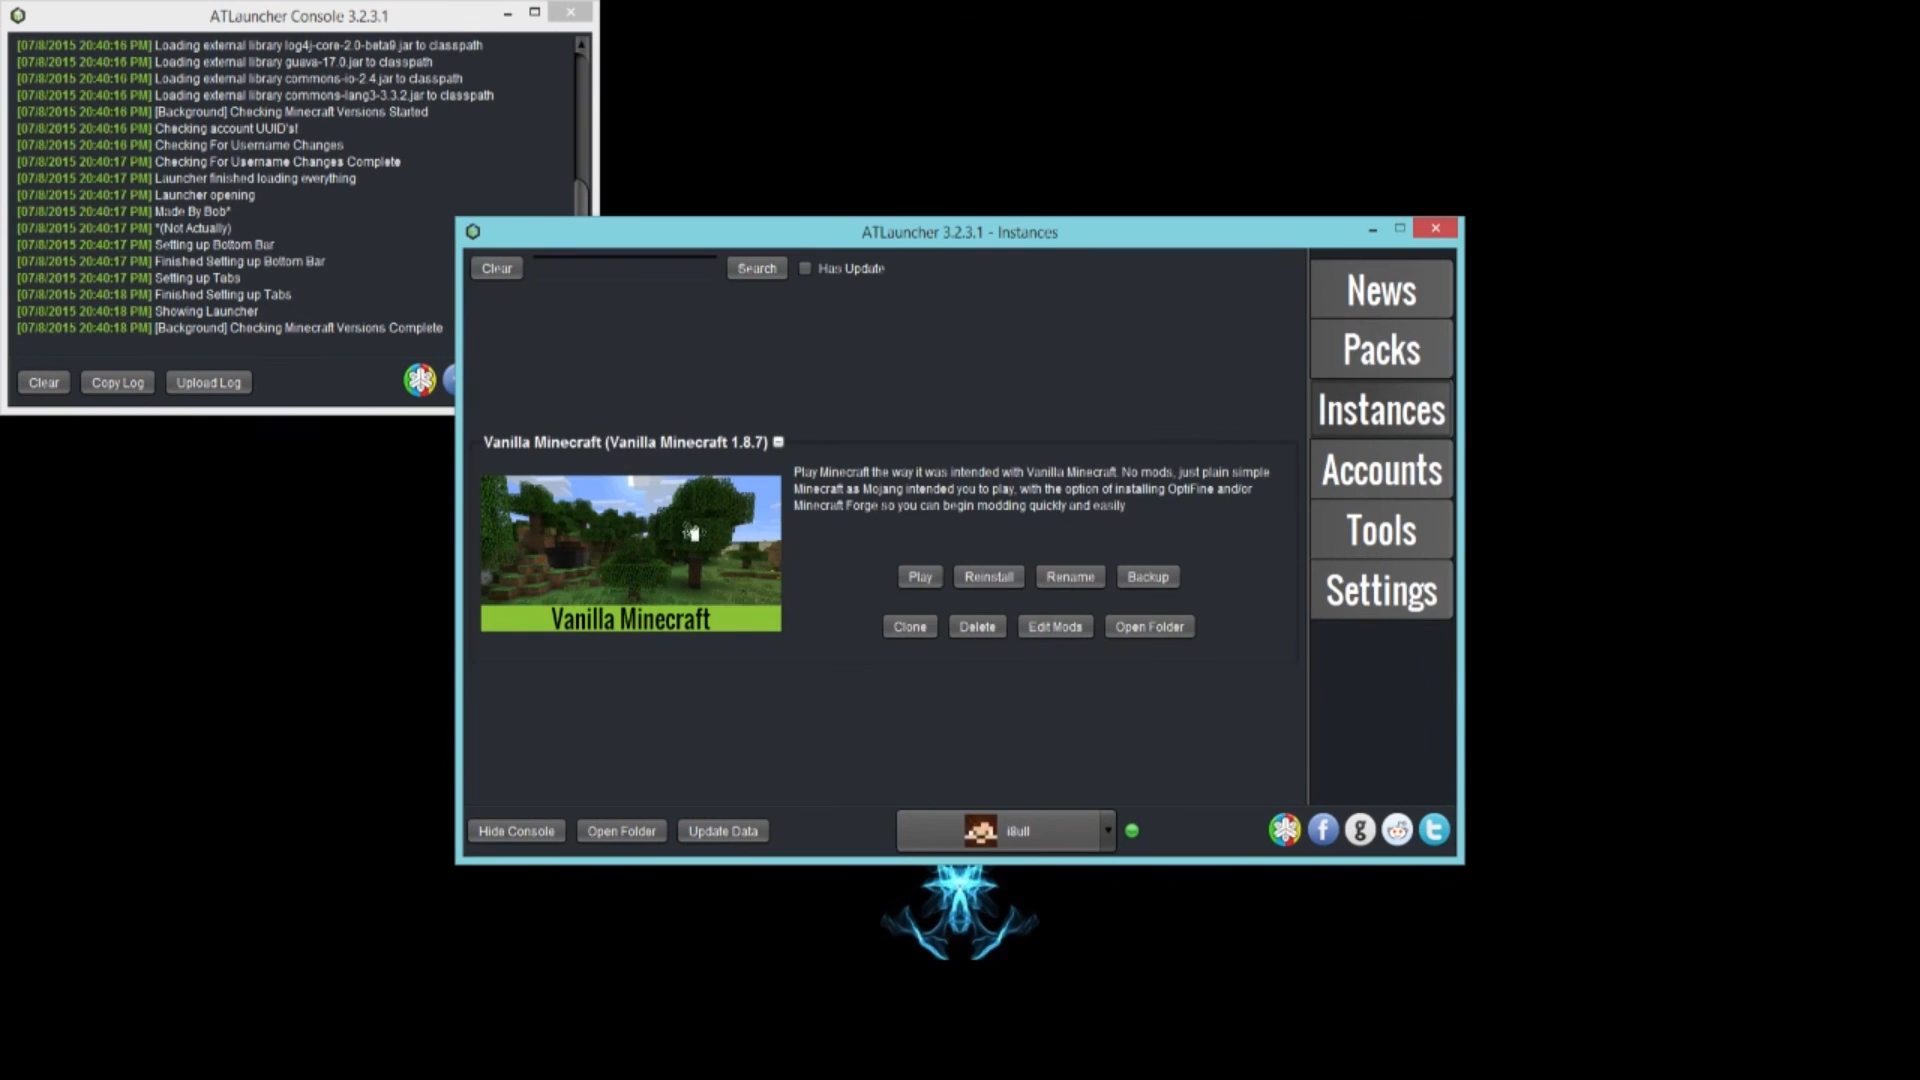 ATLauncher Console 3.2.3.1
[07/8/2015 20:40:16 PM] Loading external library log4j-core-2.0-beta9.jar to classpath
[07/8/2015 20:40:16 PM] Loading external library guava-17.0.jar to classpath
[07/8/2015 20:40:16 PM] Loading external library commons-io-2.4.jar to classpath
[07/8/2015 20:40:16 PM] Loading external library commons-lang3-3.3.2.jar to classpath
[07/8/2015 20:40:16 PM] [Background] Checking Minecraft Versions Started
[07/8/2015 20:40:16 PM] Checking account UUID's!
[07/8/2015 20:40:16 PM] Checking For Username Changes
[07/8/2015 20:40:17 PM] Checking For Username Changes Complete
[07/8/2015 20:40:17 PM] Launcher finished loading everything
[07/8/2015 20:40:17 PM] Launcher opening
[07/8/2015 20:40:17 PM] Made By Bob*
[07/8/2015 20:40:17 PM] *(Not Actually)
[07/8/2015 20:40:17 PM] Setting up Bottom Bar
[07/8/2015 20:40:17 PM] Finished Setting up Bottom Bar
[07/8/2015 20:40:17 PM] Setting up Tabs
[07/8/2015 20:40:18 PM] Finished Setting up Tabs
[07/8/2015 20:40:18 PM] Showing Launcher
[07/8/2015 20:40:18 PM] [Background] Checking Minecraft Versions Complete
Clear Copy Log Upload Log
ATLauncher 3.2.3.1 - Instances
Clear Search Has Update
Vanilla Minecraft (Vanilla Minecraft 1.8.7)
Vanilla Minecraft
Play Minecraft the way it was intended with Vanilla Minecraft. No mods, just plain simple
Minecraft as Mojang intended you to play, with the option of installing OptiFine and/or
Minecraft Forge so you can begin modding quickly and easily
Play Reinstall Rename Backup
Clone Delete Edit Mods Open Folder
News
Packs
Instances
Accounts
Tools
Settings
Hide Console Open Folder Update Data
i8ull